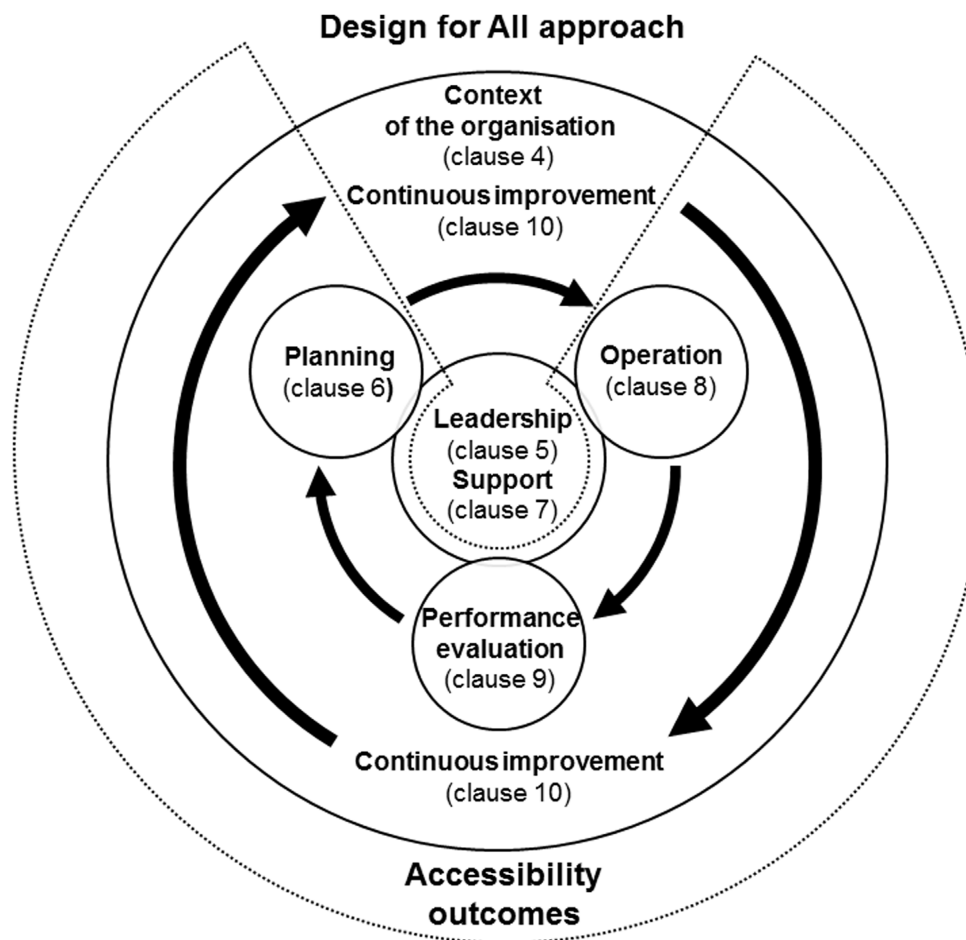 Design for All approach
Context
of the organisation
(clause 4)
Continuous improvement
(clause 10)
Planning
(clause 6)
Operation
(clause 8)
Leadership
(clause 5)
Support
(clause 7)
Performance
evaluation
(clause 9)
Continuous improvement
(clause 10)
Accessibility
outcomes